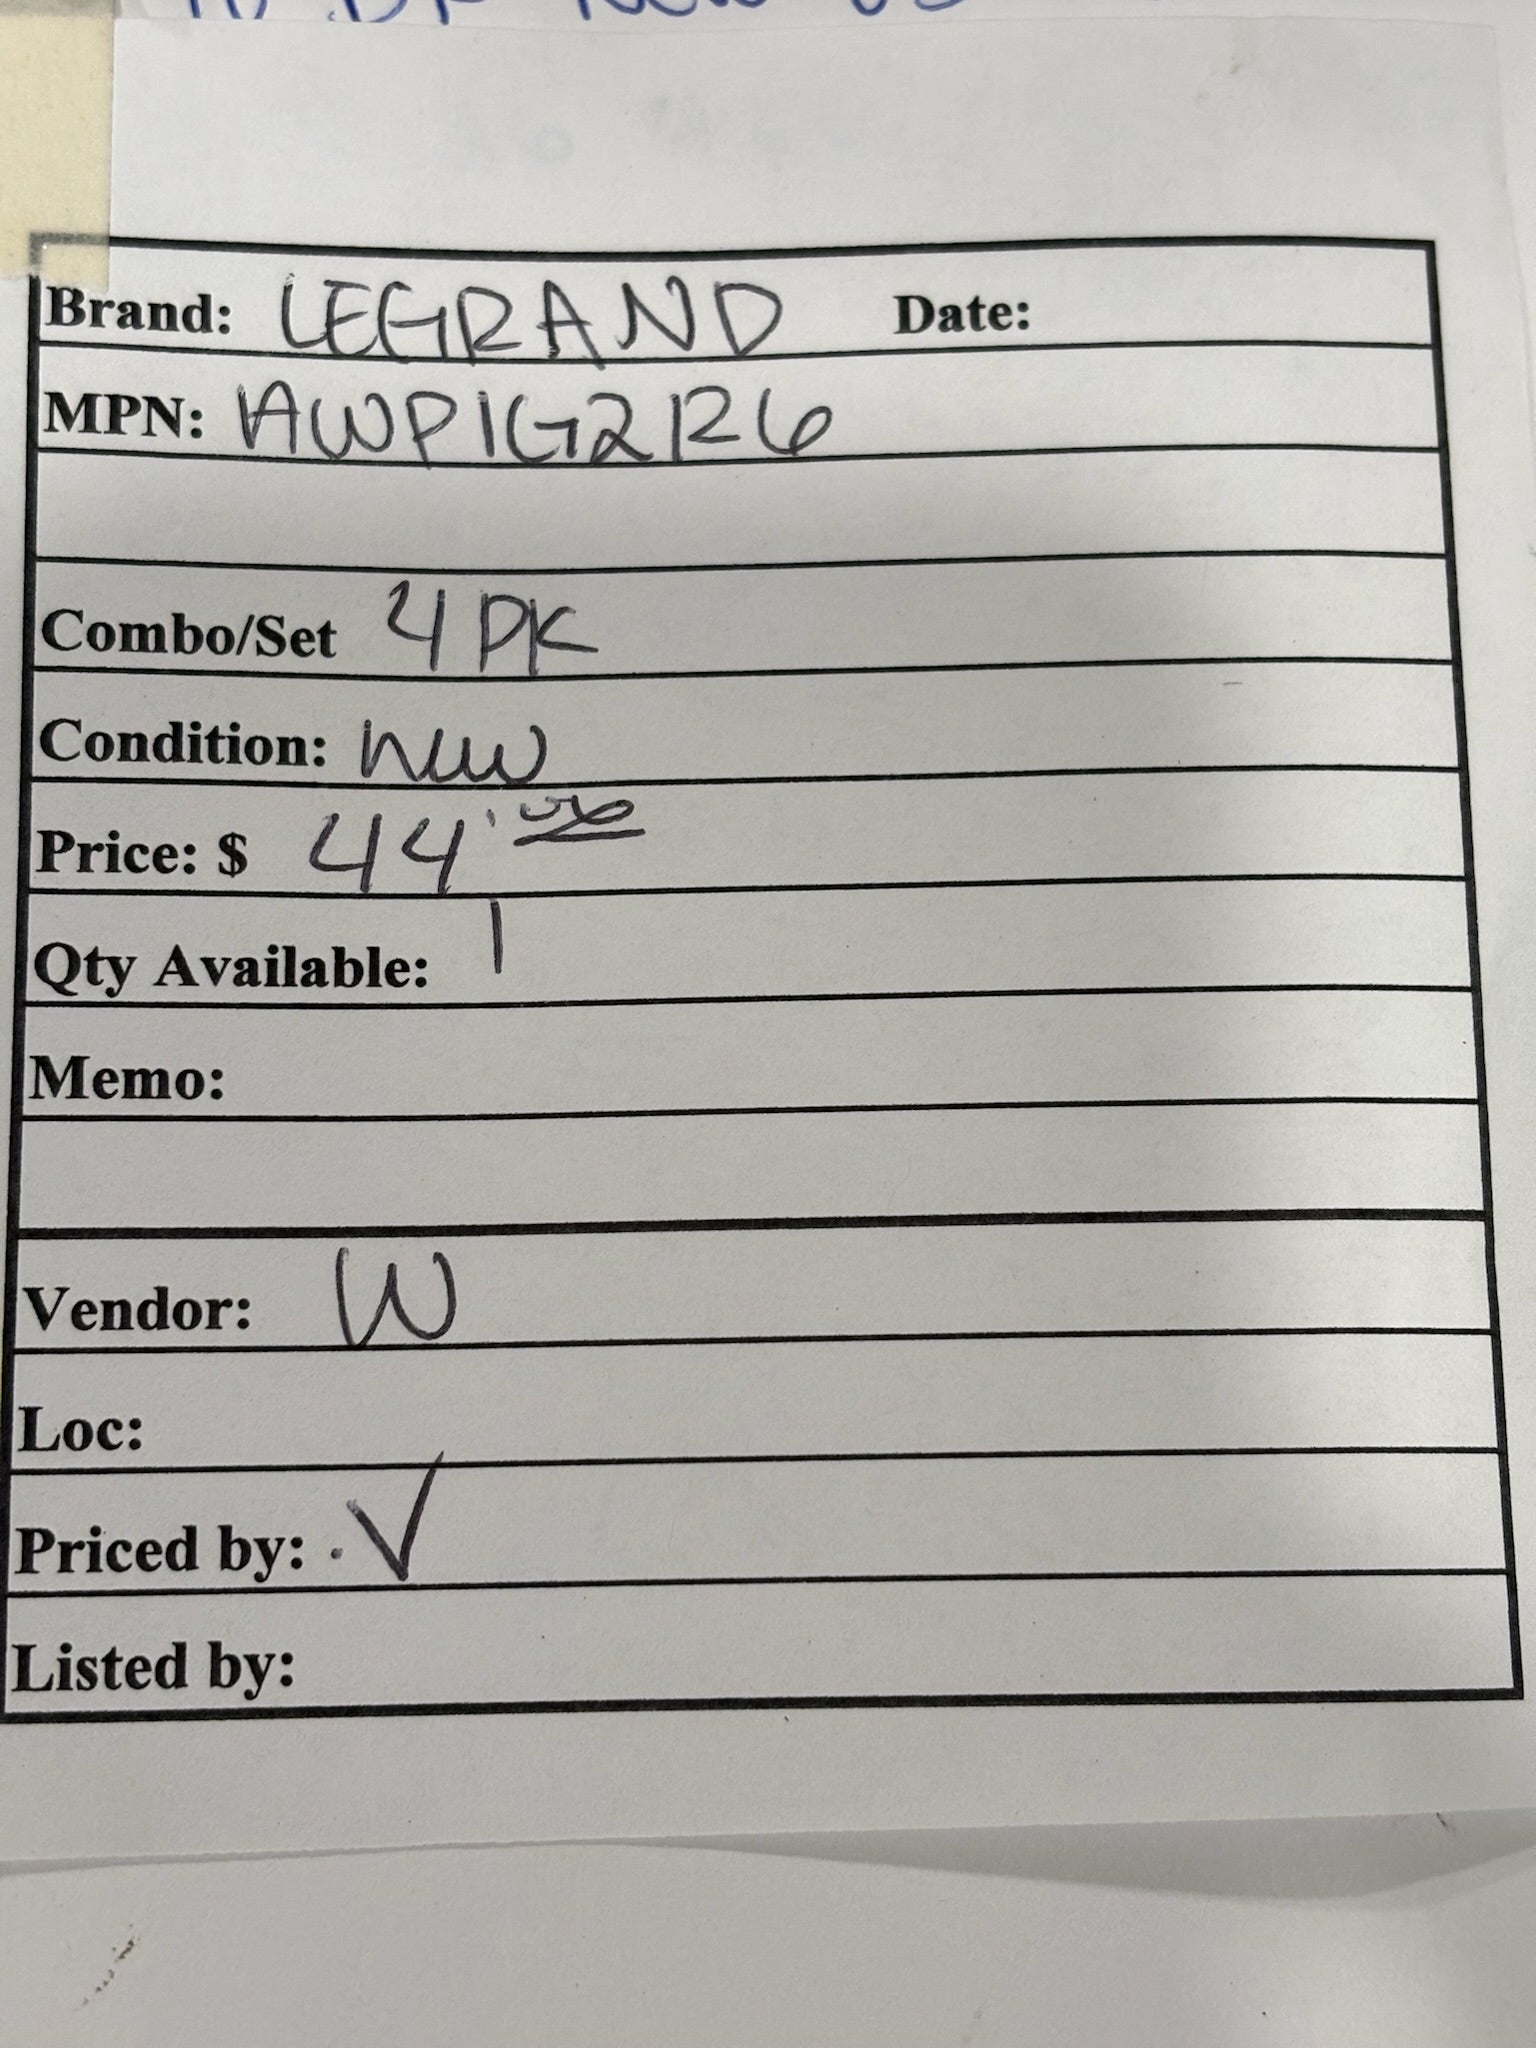 Brand: LEGRAND Date:
MPN: AWP1G2R6
Combo/Set 4 PK
Condition: new
Price: $ 44.00
Qty Available: 1
Memo:
Vendor: W
Loc:
Priced by: . V
Listed by: